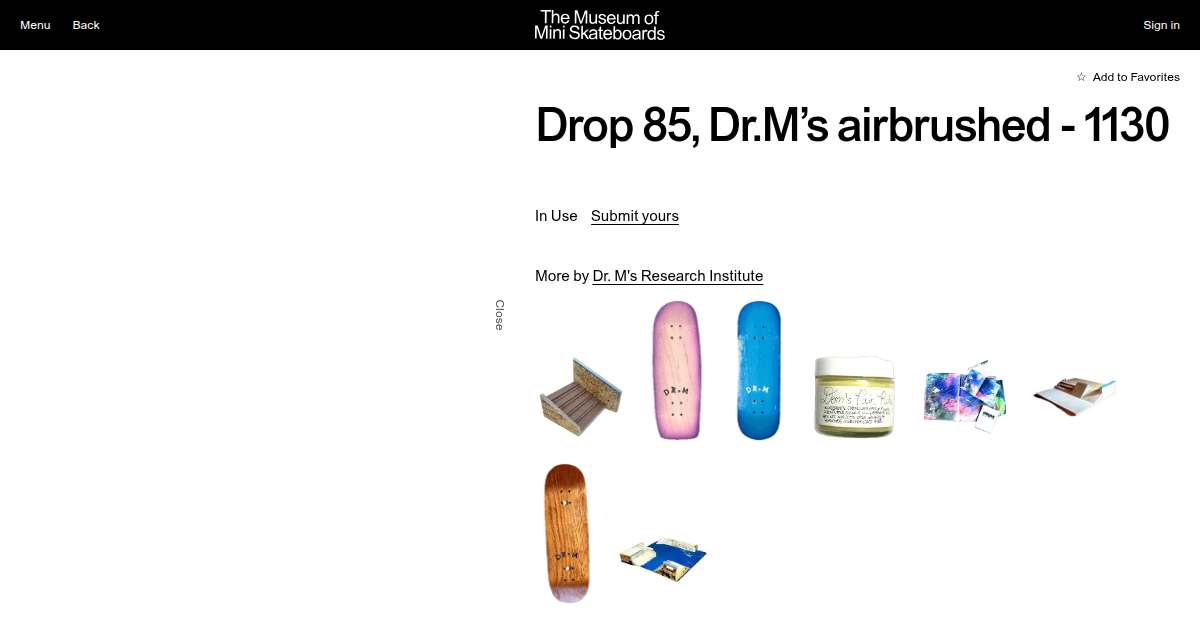 Menu
Back
The Museum of
Mini Skateboards
Sign in
☆ Add to Favorites
Drop 85, Dr.M’s airbrushed - 1130
In Use
Submit yours
More by Dr. M's Research Institute
Close
DR•M
DR•M
DR•M